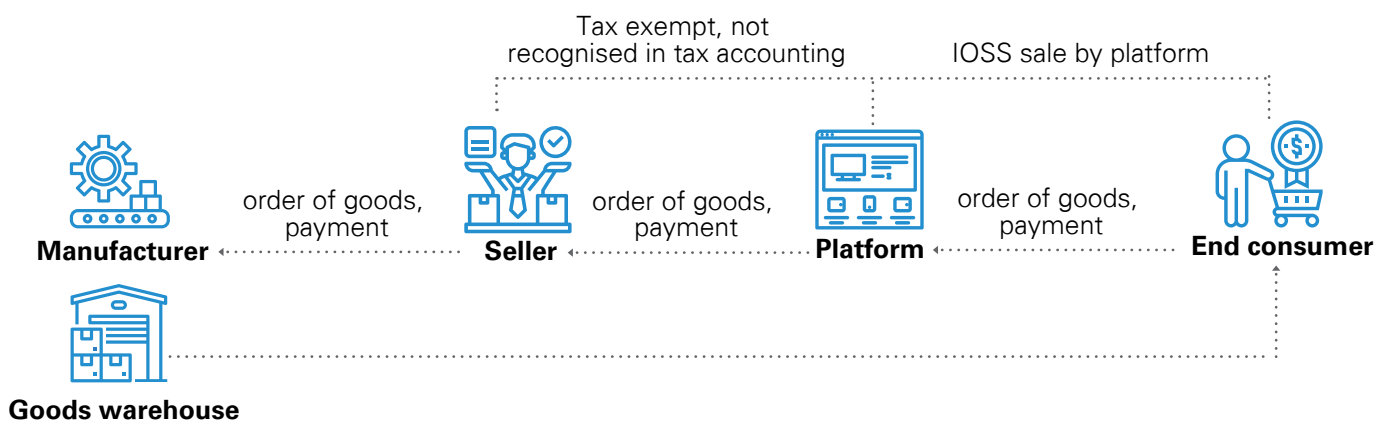 Tax exempt, not
recognised in tax accounting
IOSS sale by platform
order of goods,
payment
order of goods,
payment
order of goods,
payment
Manufacturer
Seller
Platform
End consumer
Goods warehouse